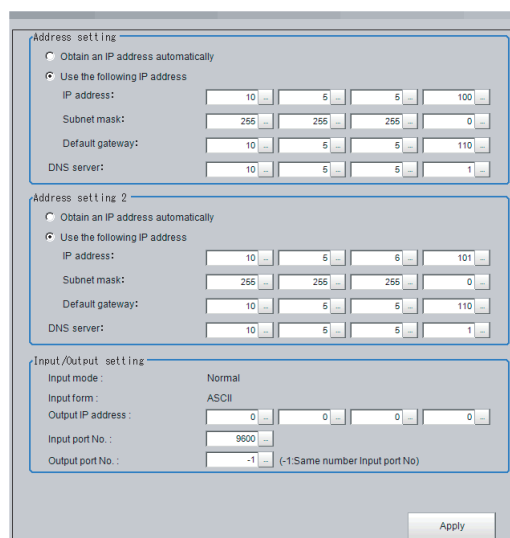 Address setting
Obtain an IP address automatically
Use the following IP address
IP address: 10 .. 5 .. 5 .. 100 ..
Subnet mask: 255 .. 255 .. 255 .. 0 ..
Default gateway: 10 .. 5 .. 5 .. 110 ..
DNS server: 10 .. 5 .. 5 .. 1 ..
Address setting 2
Obtain an IP address automatically
Use the following IP address
IP address: 10 .. 5 .. 6 .. 101 ..
Subnet mask: 255 .. 255 .. 255 .. 0 ..
Default gateway: 10 .. 5 .. 5 .. 110 ..
DNS server: 10 .. 5 .. 5 .. 1 ..
Input/Output setting
Input mode : Normal
Input form : ASCII
Output IP address : 0 .. 0 .. 0 .. 0 ..
Input port No. : 9600 ..
Output port No. : -1 .. (-1:Same number Input port No)
Apply